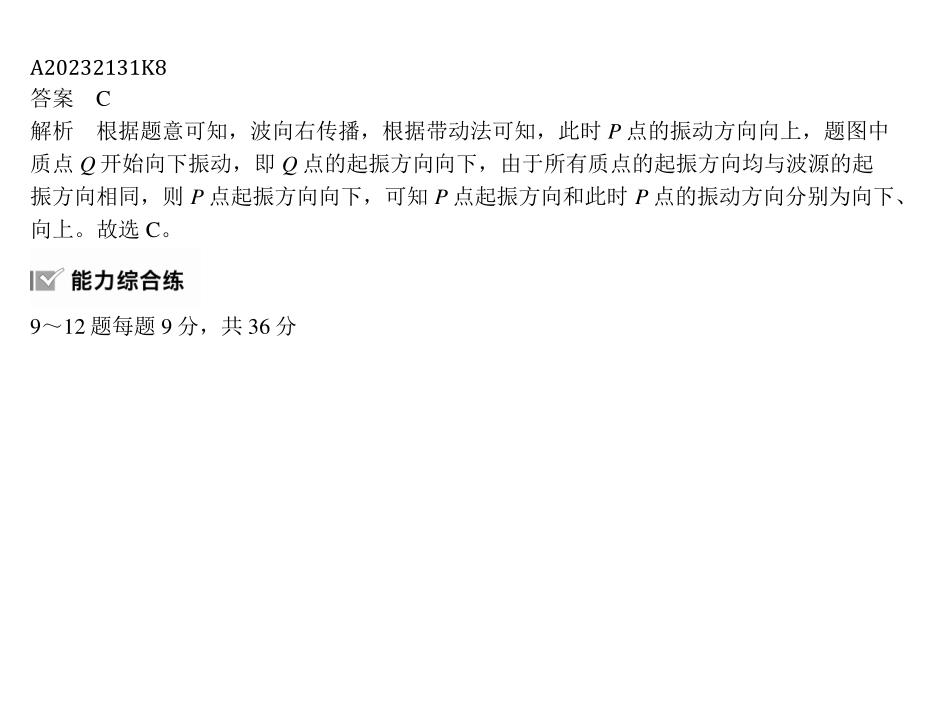 A20232131K8
答案　C
解析　根据题意可知，波向右传播，根据带动法可知，此时 P 点的振动方向向上，题图中
质点 Q 开始向下振动，即 Q 点的起振方向向下，由于所有质点的起振方向均与波源的起
振方向相同，则 P 点起振方向向下，可知 P 点起振方向和此时 P 点的振动方向分别为向下、
向上。故选 C。
能力综合练
9～12 题每题 9 分，共 36 分